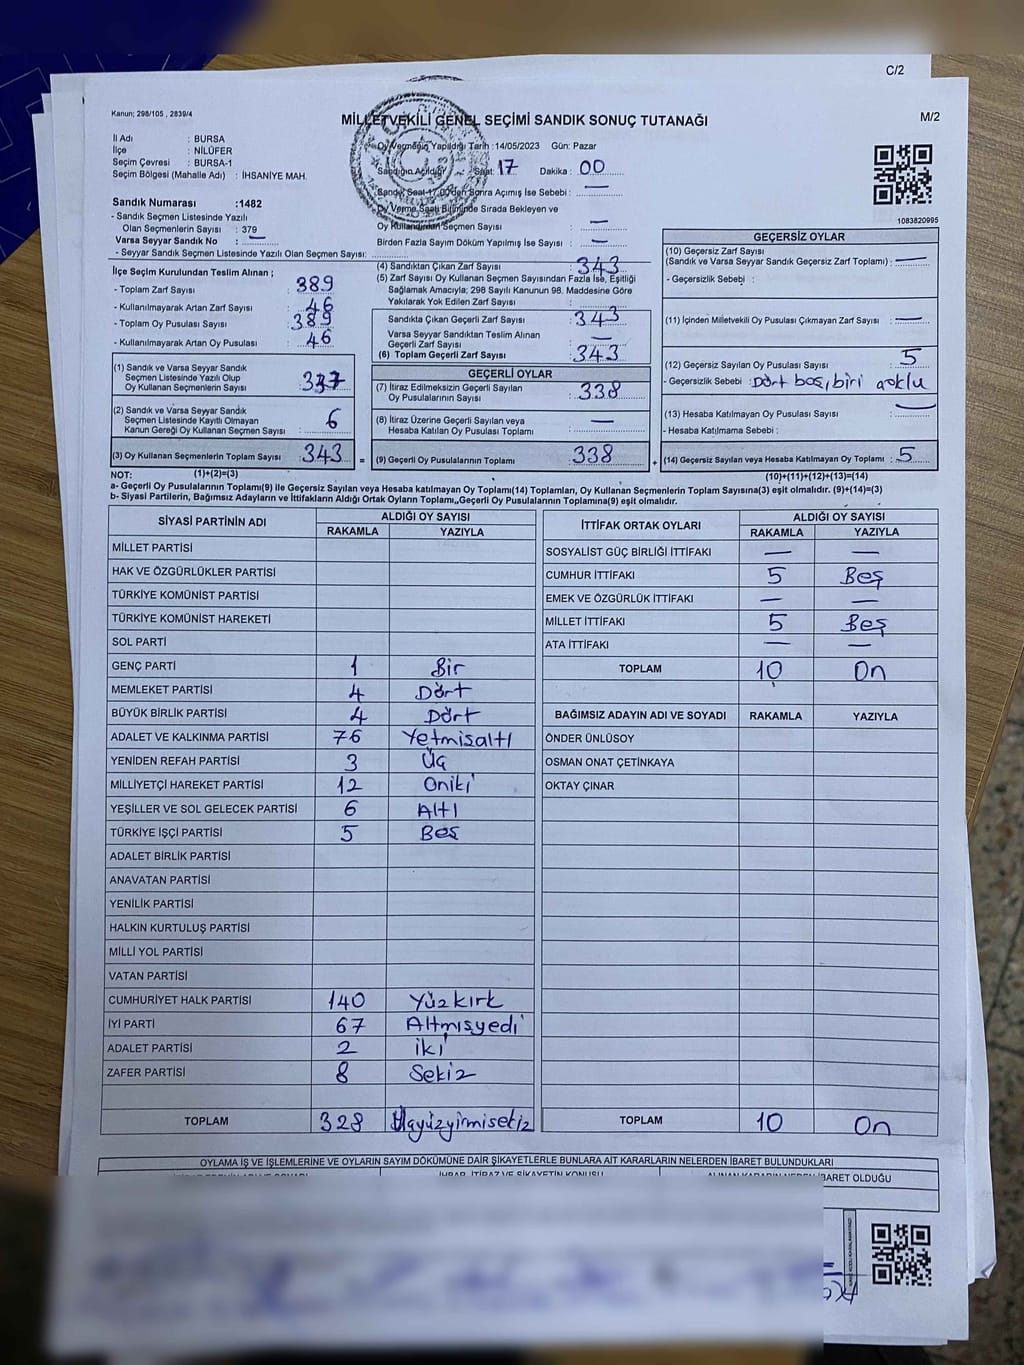 C/2
Kanun; 298/105 , 2839/4
MİLLETVEKİLİ GENEL SEÇİMİ SANDIK SONUÇ TUTANAĞI
M/2
İl Adı : BURSA
İlçe : NİLÜFER
Seçim Çevresi : BURSA-1
Seçim Bölgesi (Mahalle Adı) : İHSANİYE MAH.
Sandık Numarası :1482
- Sandık Seçmen Listesinde Yazılı
Olan Seçmenlerin Sayısı : 379
Varsa Seyyar Sandık No : —
- Seyyar Sandık Seçmen Listesinde Yazılı Olan Seçmen Sayısı:
Oy Vermeğin Yapıldığı Tarih :14/05/2023 Gün: Pazar
Sandığın Açıldığı Saat: 17 Dakika : 00
Sandık Saat 17:00'den Sonra Açımış İse Sebebi : —
Oy Verme Saati Bitiminde Sırada Bekleyen ve
Oy Kullandırılan Seçmen Sayısı : —
Birden Fazla Sayım Döküm Yapılmış İse Sayısı : —
1083820995
İlçe Seçim Kurulundan Teslim Alınan ;
- Toplam Zarf Sayısı : 389
- Kullanılmayarak Artan Zarf Sayısı : 46
- Toplam Oy Pusulası Sayısı : 389
- Kullanılmayarak Artan Oy Pusulası : 46
(1) Sandık ve Varsa Seyyar Sandık
Seçmen Listesinde Yazılı Olup
Oy Kullanan Seçmenlerin Sayısı : 337
(2) Sandık ve Varsa Seyyar Sandık
Seçmen Listesinde Kayıtlı Olmayan
Kanun Gereği Oy Kullanan Seçmen Sayısı : 6
(3) Oy Kullanan Seçmenlerin Toplam Sayısı : 343 =
(4) Sandıktan Çıkan Zarf Sayısı : 343
(5) Zarf Sayısı Oy Kullanan Seçmen Sayısından Fazla İse, Eşitliği
Sağlamak Amacıyla; 298 Sayılı Kanunun 98. Maddesine Göre
Yakılarak Yok Edilen Zarf Sayısı :
Sandıkta Çıkan Geçerli Zarf Sayısı : 343
Varsa Seyyar Sandıktan Teslim Alınan
Geçerli Zarf Sayısı : —
(6) Toplam Geçerli Zarf Sayısı : 343
GEÇERLİ OYLAR
(7) İtiraz Edilmeksizin Geçerli Sayılan
Oy Pusulalarının Sayısı : 338
(8) İtiraz Üzerine Geçerli Sayılan veya
Hesaba Katılan Oy Pusulası Toplamı : —
(9) Geçerli Oy Pusulalarının Toplamı : 338 +
GEÇERSİZ OYLAR
(10) Geçersiz Zarf Sayısı
(Sandık ve Varsa Seyyar Sandık Geçersiz Zarf Toplamı) : —
- Geçersizlik Sebebi :
(11) İçinden Milletvekili Oy Pusulası Çıkmayan Zarf Sayısı : —
(12) Geçersiz Sayılan Oy Pusulası Sayısı : 5
- Geçersizlik Sebebi : Dört boş, biri
(13) Hesaba Katılmayan Oy Pusulası Sayısı : —
- Hesaba Katılmama Sebebi :
(14) Geçersiz Sayılan veya Hesaba Katılmayan Oy Toplamı : 5
NOT: (1)+(2)=(3) (10)+(11)+(12)+(13)=(14)
a- Geçerli Oy Pusulalarının Toplamı(9) ile Geçersiz Sayılan veya Hesaba katılmayan Oy Toplamı(14) Toplamları, Oy Kullanan Seçmenlerin Toplam Sayısına(3) eşit olmalıdır. (9)+(14)=(3)
b- Siyasi Partilerin, Bağımsız Adayların ve İttifakların Aldığı Ortak Oyların Toplamı,,Geçerli Oy Pusulalarının Toplamına(9) eşit olmalıdır.
SİYASİ PARTİNİN ADI ALDIĞI OY SAYISI
RAKAMLA YAZIYLA
MİLLET PARTİSİ
HAK VE ÖZGÜRLÜKLER PARTİSİ
TÜRKİYE KOMÜNİST PARTİSİ
TÜRKİYE KOMÜNİST HAREKETİ
SOL PARTİ
GENÇ PARTİ 1 Bir
MEMLEKET PARTİSİ 4 Dört
BÜYÜK BİRLİK PARTİSİ 4 Dört
ADALET VE KALKINMA PARTİSİ 76 Yetmişaltı
YENİDEN REFAH PARTİSİ 3 Üç
MİLLİYETÇİ HAREKET PARTİSİ 12 Oniki
YEŞİLLER VE SOL GELECEK PARTİSİ 6 Altı
TÜRKİYE İŞÇİ PARTİSİ 5 Beş
ADALET BİRLİK PARTİSİ
ANAVATAN PARTİSİ
YENİLİK PARTİSİ
HALKIN KURTULUŞ PARTİSİ
MİLLİ YOL PARTİSİ
VATAN PARTİSİ
CUMHURİYET HALK PARTİSİ 140 Yüzkırk
İYİ PARTİ 67 Altmışyedi
ADALET PARTİSİ 2 iki
ZAFER PARTİSİ 8 Sekiz
TOPLAM 328 Üçyüzyirmisekiz
İTTİFAK ORTAK OYLARI ALDIĞI OY SAYISI
RAKAMLA YAZIYLA
SOSYALİST GÜÇ BİRLİĞİ İTTİFAKI — —
CUMHUR İTTİFAKI 5 Beş
EMEK VE ÖZGÜRLÜK İTTİFAKI — —
MİLLET İTTİFAKI 5 Beş
ATA İTTİFAKI — —
TOPLAM 10 On
BAĞIMSIZ ADAYIN ADI VE SOYADI RAKAMLA YAZIYLA
ÖNDER ÜNLÜSOY
OSMAN ONAT ÇETİNKAYA
OKTAY ÇINAR
TOPLAM 10 On
OYLAMA İŞ VE İŞLEMLERİNE VE OYLARIN SAYIM DÖKÜMÜNE DAİR ŞİKAYETLERLE BUNLARA AİT KARARLARIN NELERDEN İBARET BULUNDUKLARI
İHBAR, İTİRAZ VE ŞİKAYETİN KONUSU
ALINAN KARARIN NEDEN İBARET OLDUĞU